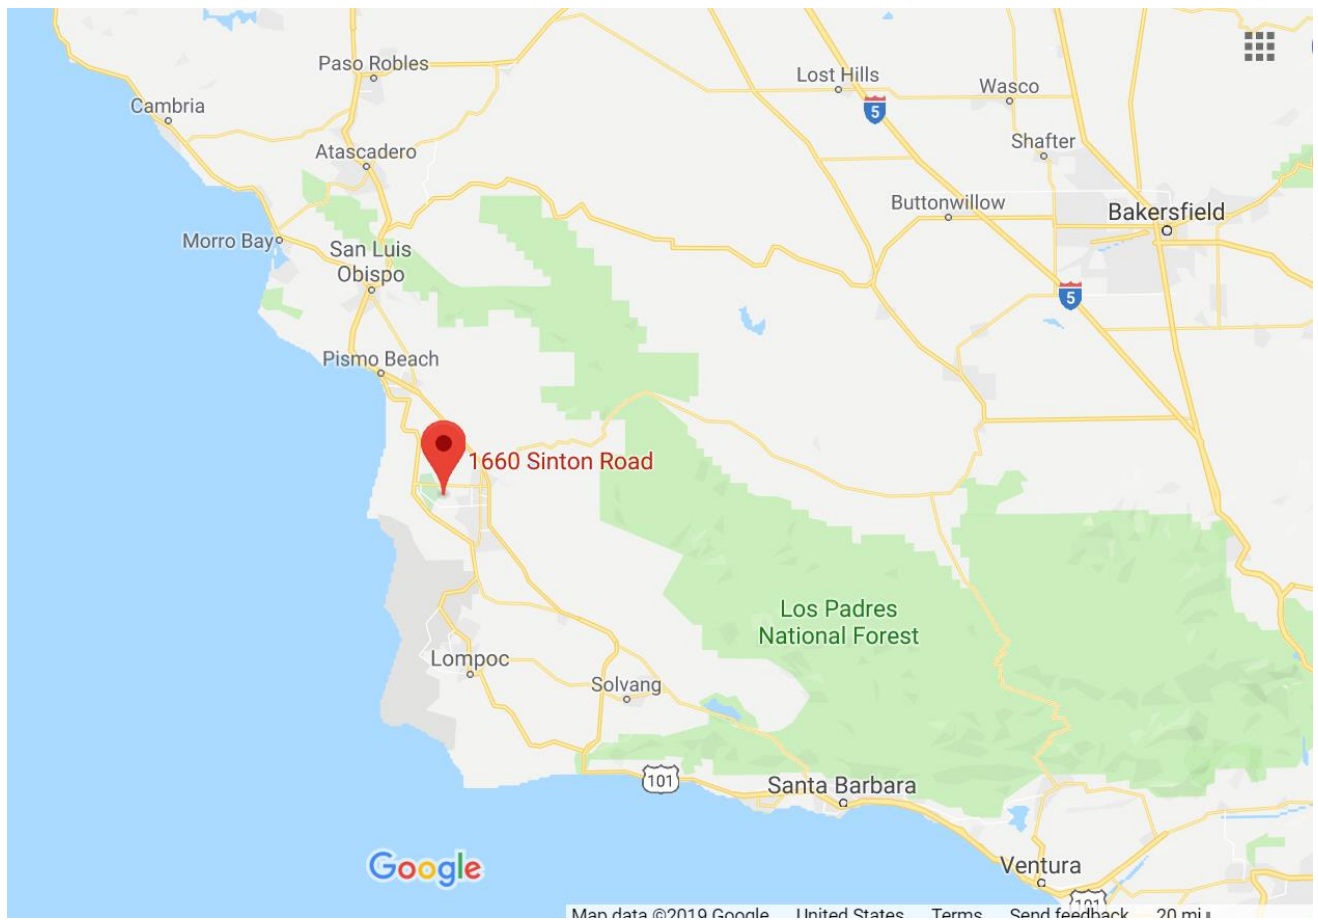 Paso Robles
Lost Hills
Wasco
Cambria
5
Shafter
Atascadero
Buttonwillow
Bakersfield
Morro Bay
San Luis
Obispo
5
Pismo Beach
1660 Sinton Road
Los Padres
National Forest
Lompoc
Solvang
101
Santa Barbara
Google
Ventura
101
Map data ©2019 Google United States Terms Send feedback 20 mi